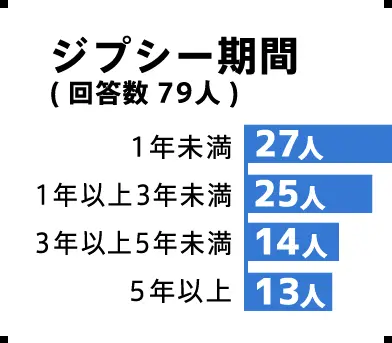 ジプシー期間
(回答数 79人)
1年未満 27人
1年以上3年未満 25人
3年以上5年未満 14人
5年以上 13人